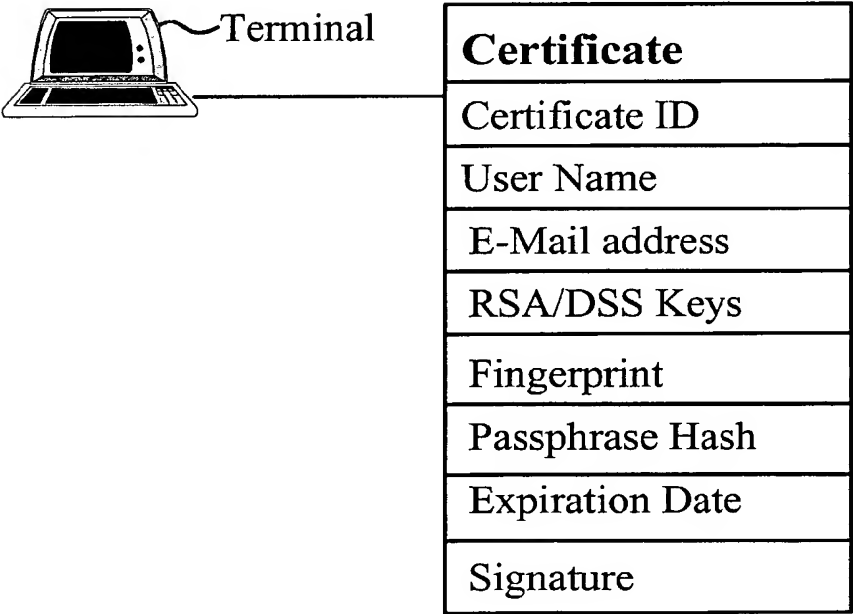 Terminal
Certificate
Certificate ID
User Name
E-Mail address
RSA/DSS Keys
Fingerprint
Passphrase Hash
Expiration Date
Signature